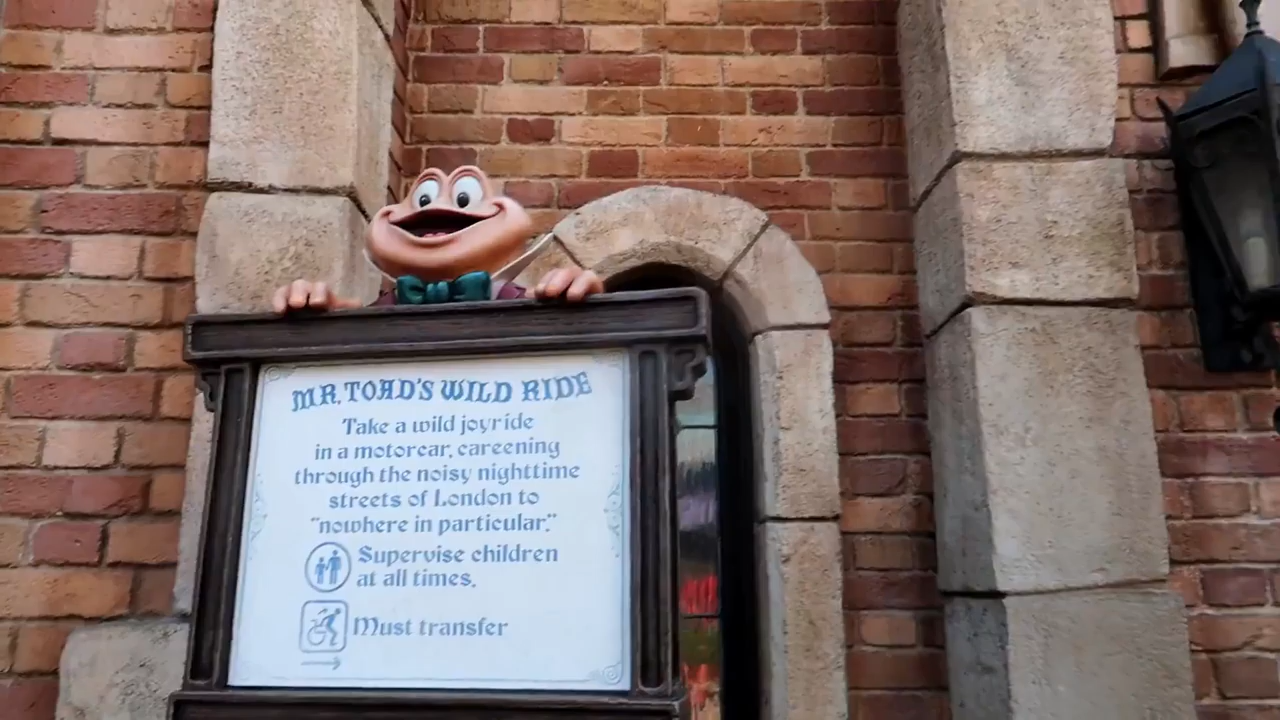 MR. TOAD'S WILD RIDE
Take a wild joyride
in a motorcar, careening
through the noisy nighttime
streets of London to
"nowhere in particular."
Supervise children
at all times.
Must transfer